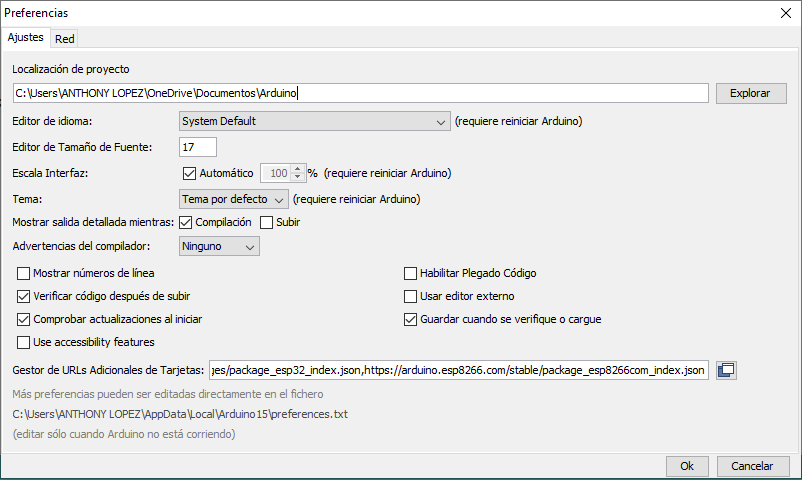 Preferencias
Ajustes Red
Localización de proyecto
C:\Users\ANTHONY LOPEZ\OneDrive\Documentos\Arduino Explorar
Editor de idioma: System Default (requiere reiniciar Arduino)
Editor de Tamaño de Fuente: 17
Escala Interfaz: Automático 100 % (requiere reiniciar Arduino)
Tema: Tema por defecto (requiere reiniciar Arduino)
Mostrar salida detallada mientras: Compilación Subir
Advertencias del compilador: Ninguno
Mostrar números de línea Habilitar Plegado Código
Verificar código después de subir Usar editor externo
Comprobar actualizaciones al iniciar Guardar cuando se verifique o cargue
Use accessibility features
Gestor de URLs Adicionales de Tarjetas: ges/package_esp32_index.json,https://arduino.esp8266.com/stable/package_esp8266com_index.json
Más preferencias pueden ser editadas directamente en el fichero
C:\Users\ANTHONY LOPEZ\AppData\Local\Arduino15\preferences.txt
(editar sólo cuando Arduino no está corriendo)
Ok Cancelar